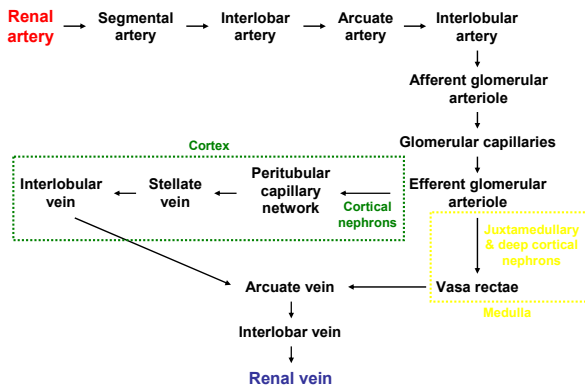 Renal
artery
Segmental
artery
Interlobar
artery
Arcuate
artery
Interlobular
artery
Afferent glomerular
arteriole
Glomerular capillaries
Efferent glomerular
arteriole
Cortex
Interlobular
vein
Stellate
vein
Peritubular
capillary
network
Cortical
nephrons
Juxtamedullary
& deep cortical
nephrons
Vasa rectae
Medulla
Arcuate vein
Interlobar vein
Renal vein